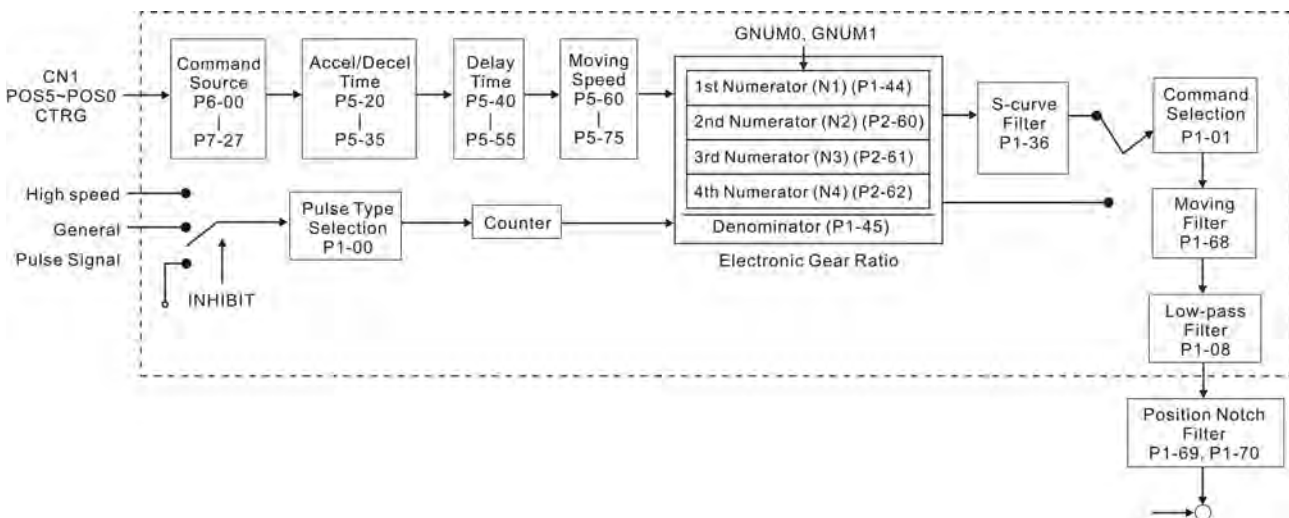 GNUM0, GNUM1
CN1
POS5~POS0
CTRG
Command
Source
P6-00
|
P7-27
Accel/Decel
Time
P5-20
|
P5-35
Delay
Time
P5-40
|
P5-55
Moving
Speed
P5-60
|
P5-75
1st Numerator (N1) (P1-44)
2nd Numerator (N2) (P2-60)
3rd Numerator (N3) (P2-61)
4th Numerator (N4) (P2-62)
Denominator (P1-45)
Electronic Gear Ratio
S-curve
Filter
P1-36
Command
Selection
P1-01
High speed
General
Pulse Signal
INHIBIT
Pulse Type
Selection
P1-00
Counter
Moving
Filter
P1-68
Low-pass
Filter
P1-08
Position Notch
Filter
P1-69, P1-70